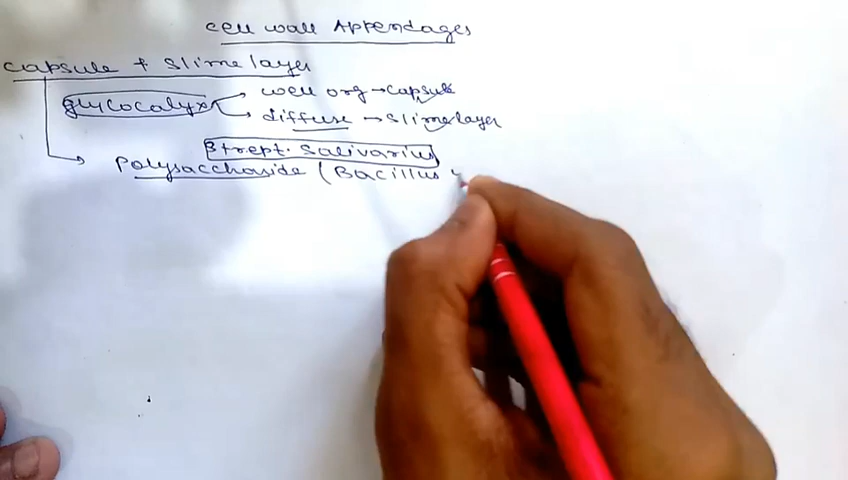 cell wall Appendages
capsule + Slime layer
glycocalyx
well org → capsule
diffuse → Slime layer
Strept. Salivarius
Polysaccharide (Bacillus